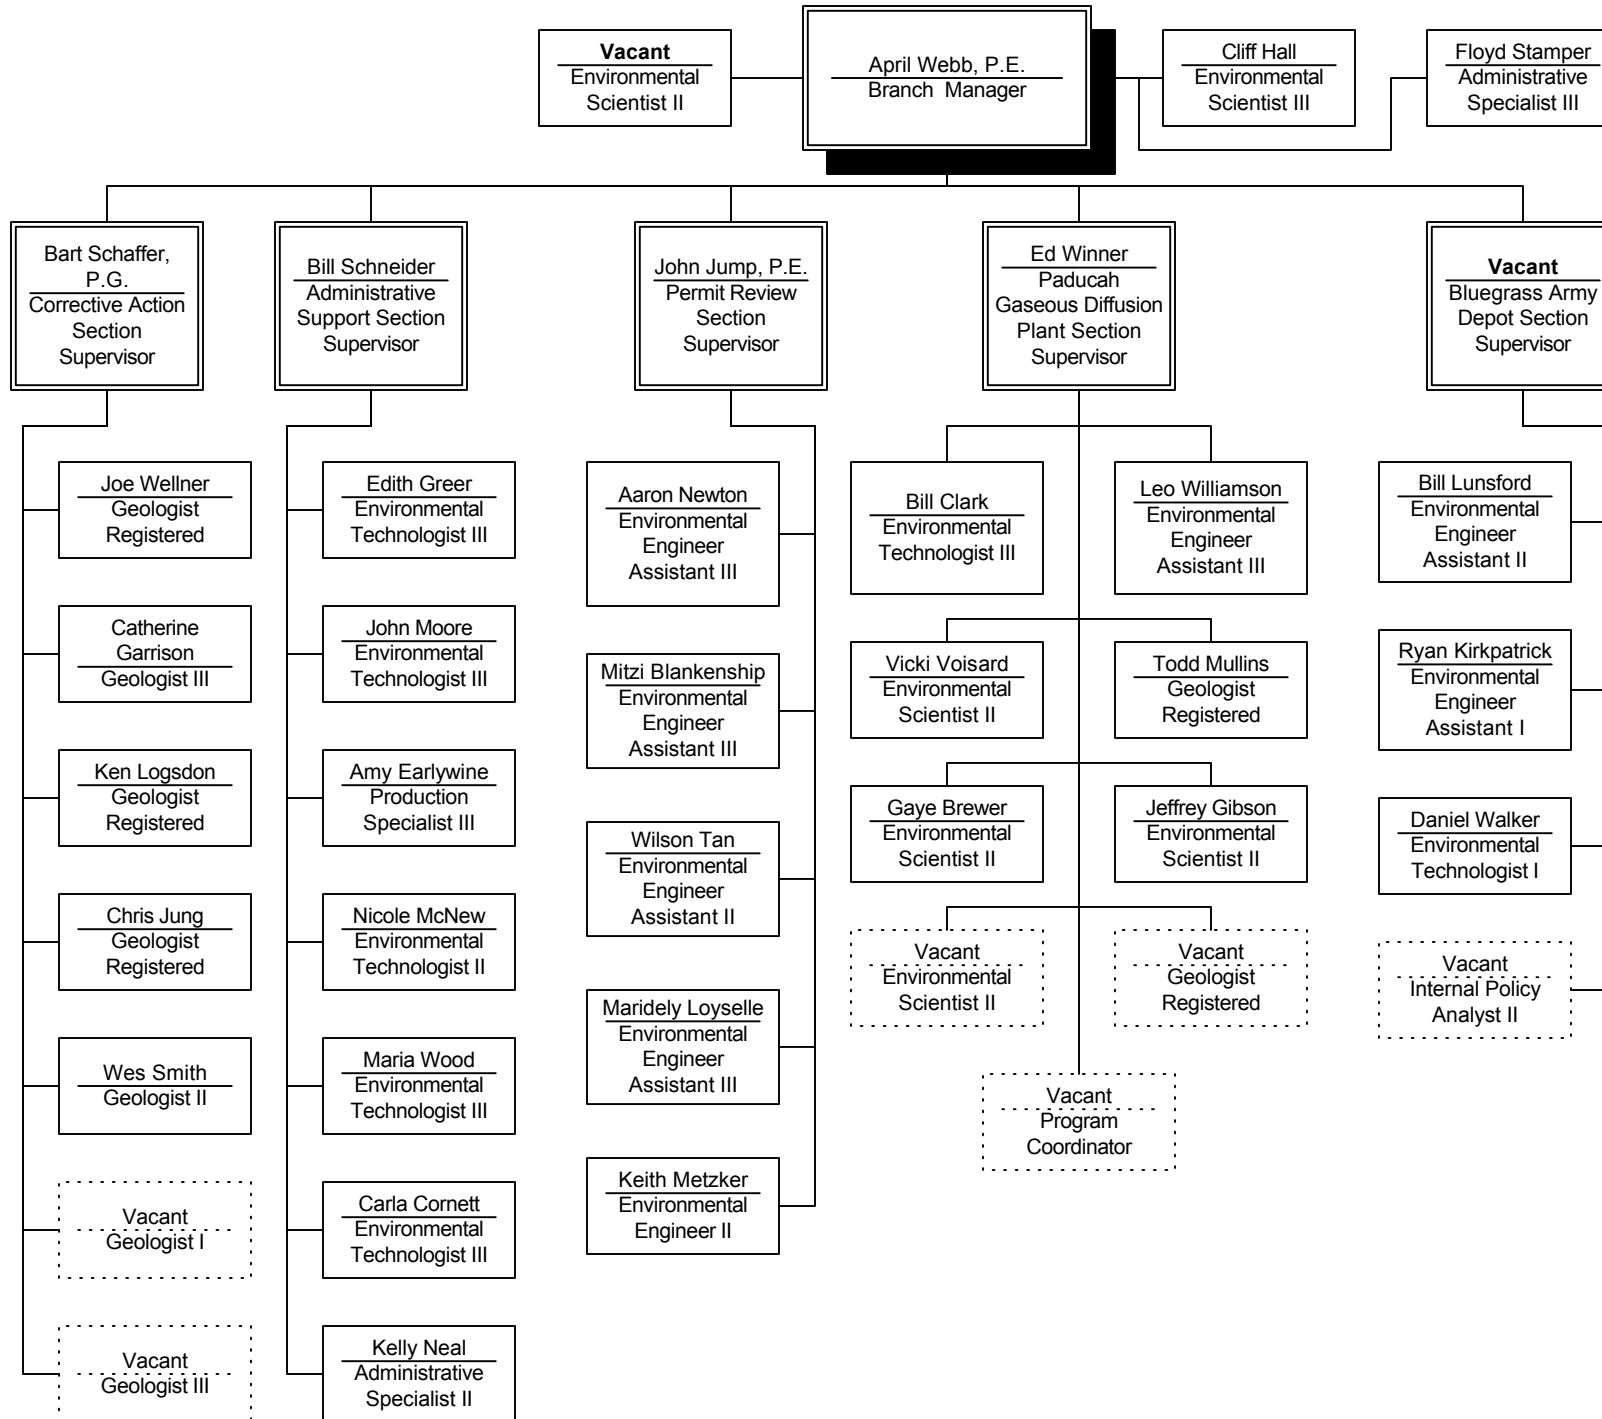 Vacant
Environmental
Scientist II
April Webb, P.E.
Branch Manager
Cliff Hall
Environmental
Scientist III
Floyd Stamper
Administrative
Specialist III
Bart Schaffer,
P.G.
Corrective Action
Section
Supervisor
Bill Schneider
Administrative
Support Section
Supervisor
John Jump, P.E.
Permit Review
Section
Supervisor
Ed Winner
Paducah
Gaseous Diffusion
Plant Section
Supervisor
Vacant
Bluegrass Army
Depot Section
Supervisor
Joe Wellner
Geologist
Registered
Catherine
Garrison
Geologist III
Ken Logsdon
Geologist
Registered
Chris Jung
Geologist
Registered
Wes Smith
Geologist II
Vacant
Geologist I
Vacant
Geologist III
Edith Greer
Environmental
Technologist III
John Moore
Environmental
Technologist III
Amy Earlywine
Production
Specialist III
Nicole McNew
Environmental
Technologist II
Maria Wood
Environmental
Technologist III
Carla Cornett
Environmental
Technologist III
Kelly Neal
Administrative
Specialist II
Aaron Newton
Environmental
Engineer
Assistant III
Mitzi Blankenship
Environmental
Engineer
Assistant III
Wilson Tan
Environmental
Engineer
Assistant II
Maridely Loyselle
Environmental
Engineer
Assistant III
Keith Metzker
Environmental
Engineer II
Bill Clark
Environmental
Technologist III
Leo Williamson
Environmental
Engineer
Assistant III
Vicki Voisard
Environmental
Scientist II
Todd Mullins
Geologist
Registered
Gaye Brewer
Environmental
Scientist II
Jeffrey Gibson
Environmental
Scientist II
Vacant
Environmental
Scientist II
Vacant
Geologist
Registered
Vacant
Program
Coordinator
Bill Lunsford
Environmental
Engineer
Assistant II
Ryan Kirkpatrick
Environmental
Engineer
Assistant I
Daniel Walker
Environmental
Technologist I
Vacant
Internal Policy
Analyst II